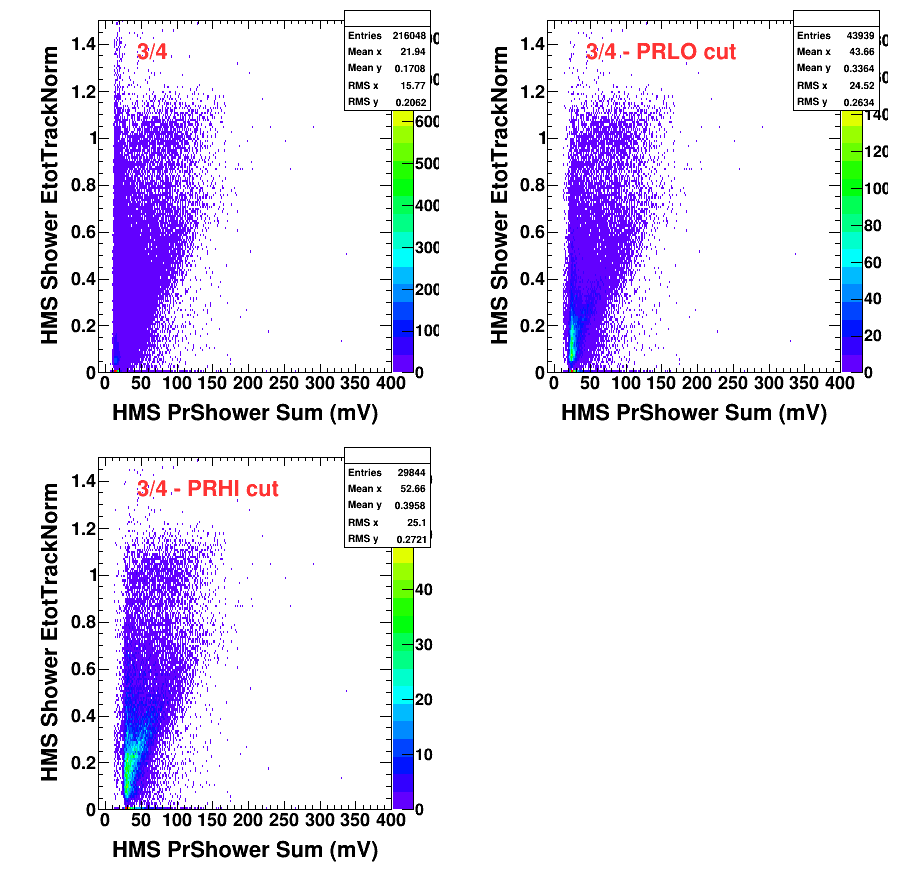 3/4
Entries 216048
Mean x 21.94
Mean y 0.1708
RMS x 15.77
RMS y 0.2062
HMS Shower EtotTrackNorm
1.4
1.2
1
0.8
0.6
0.4
0.2
0
0 50 100 150 200 250 300 350 400
HMS PrShower Sum (mV)
600
500
400
300
200
100
0
3/4 - PRLO cut
Entries 43939
Mean x 43.66
Mean y 0.3364
RMS x 24.52
RMS y 0.2634
HMS Shower EtotTrackNorm
1.4
1.2
1
0.8
0.6
0.4
0.2
0
0 50 100 150 200 250 300 350 400
HMS PrShower Sum (mV)
140
120
100
80
60
40
20
0
3/4 - PRHI cut
Entries 29844
Mean x 52.66
Mean y 0.3958
RMS x 25.1
RMS y 0.2721
HMS Shower EtotTrackNorm
1.4
1.2
1
0.8
0.6
0.4
0.2
0
0 50 100 150 200 250 300 350 400
HMS PrShower Sum (mV)
40
30
20
10
0